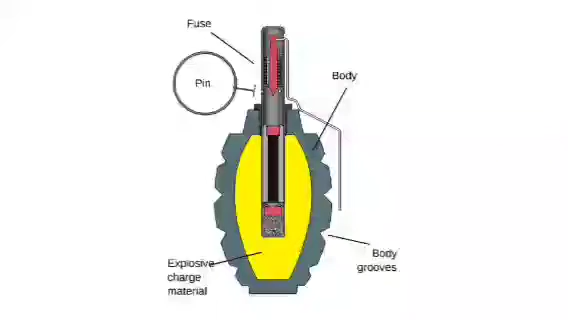 Fuse
Pin
Body
Body
grooves
Explosive
charge
material